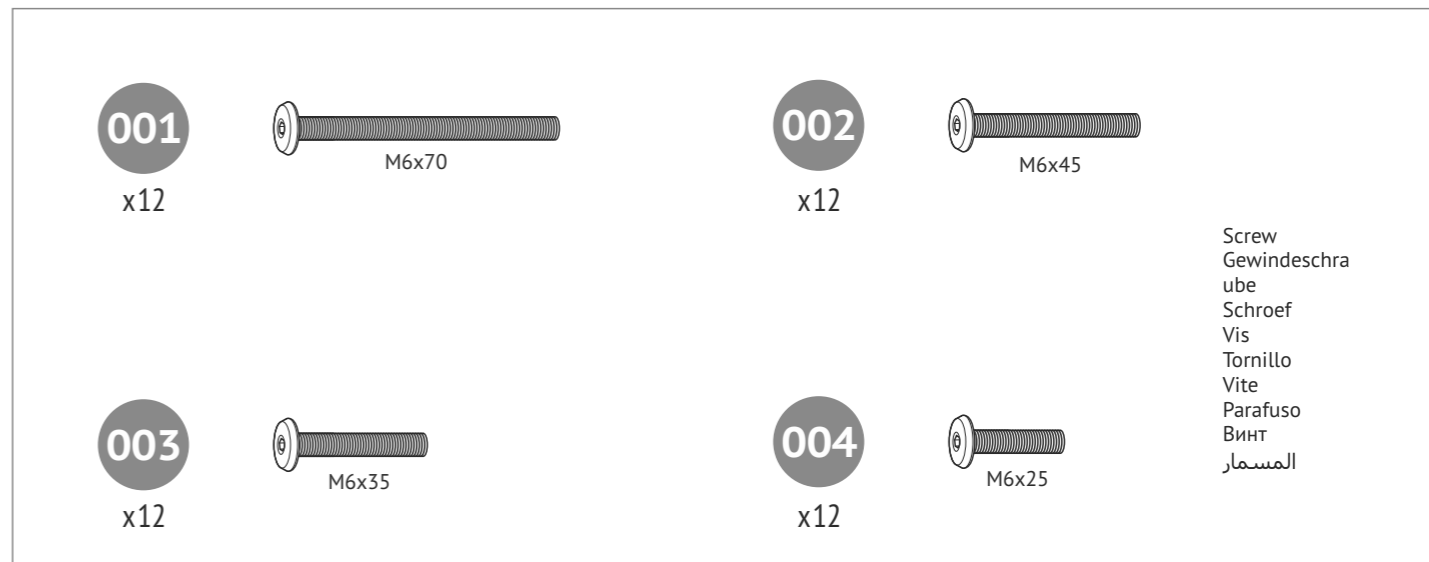 001
M6x70
x12
002
M6x45
x12
Screw
Gewindeschra
ube
Schroef
Vis
Tornillo
Vite
Parafuso
Винт
المسمار
003
M6x35
x12
004
M6x25
x12